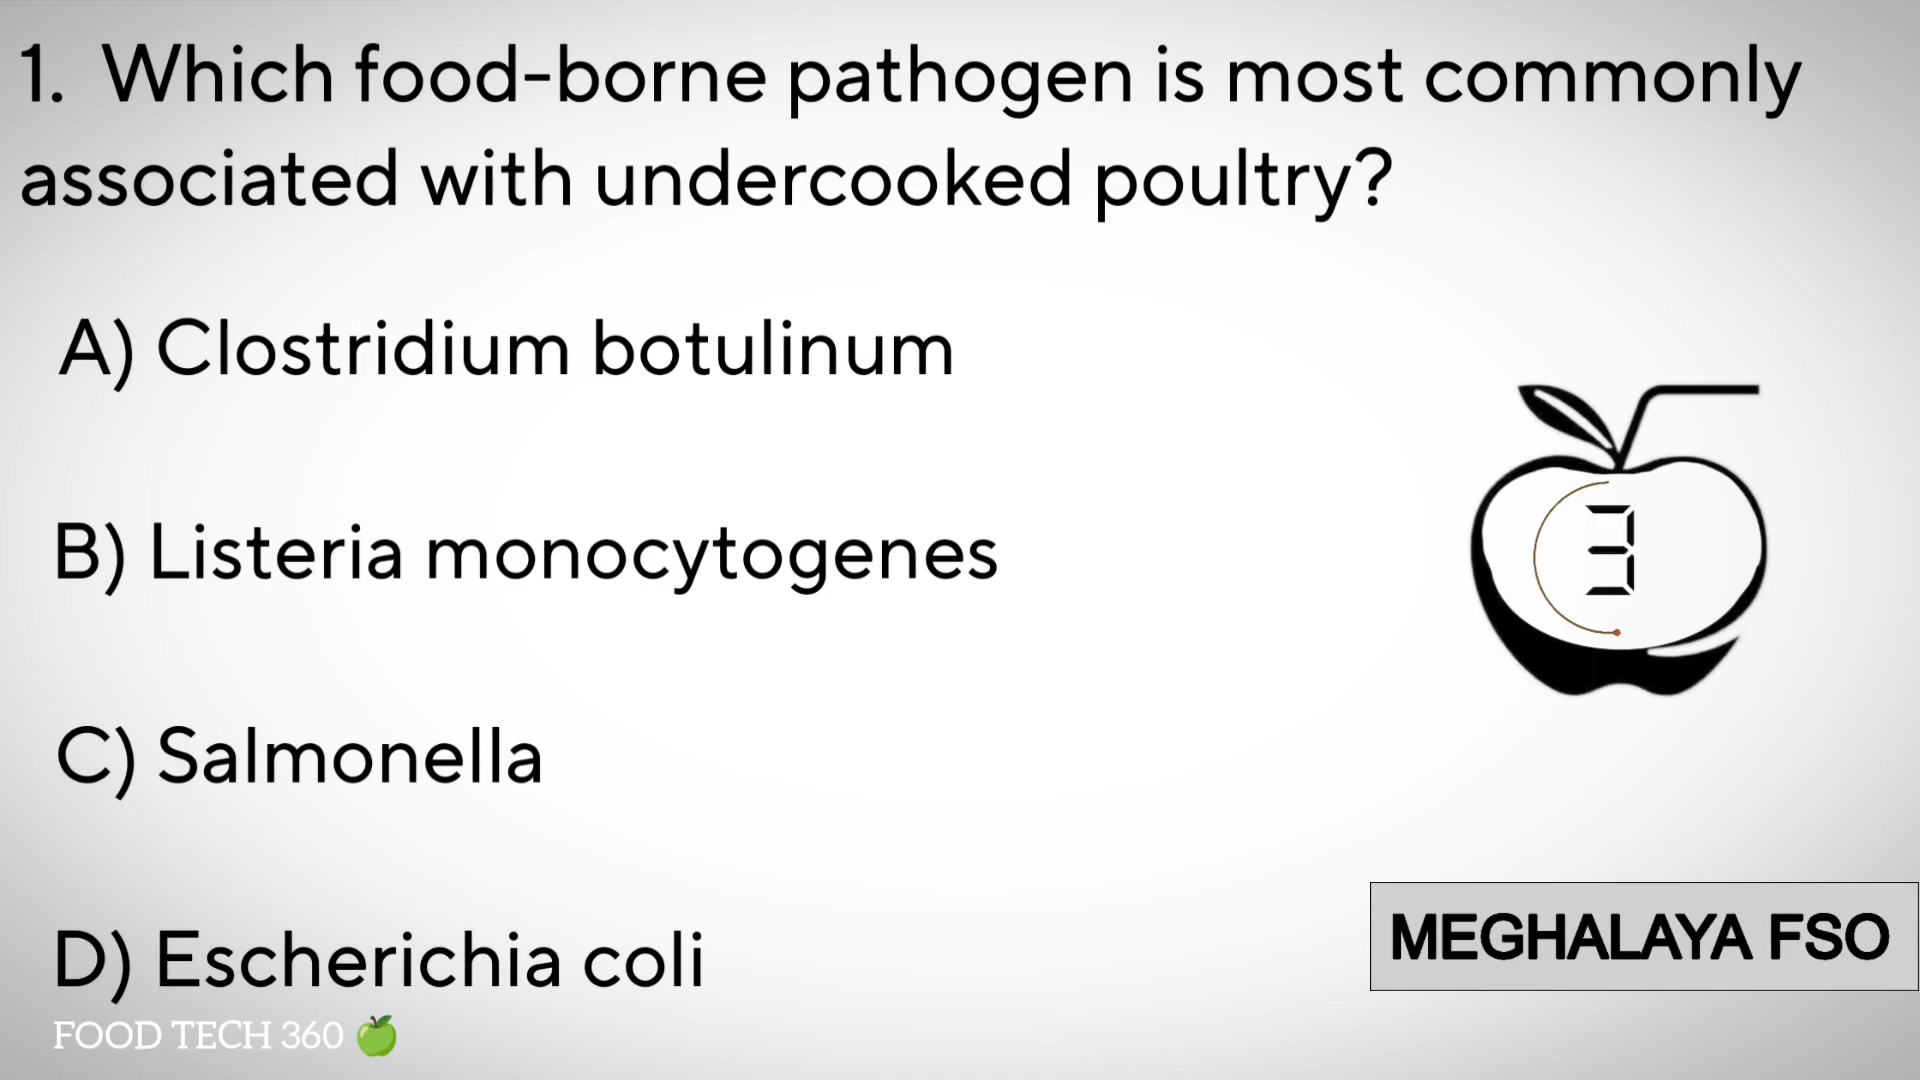 1. Which food-borne pathogen is most commonly
associated with undercooked poultry?
A) Clostridium botulinum
B) Listeria monocytogenes
3
C) Salmonella
D) Escherichia coli
MEGHALAYA FSO
FOOD TECH 360 🍏